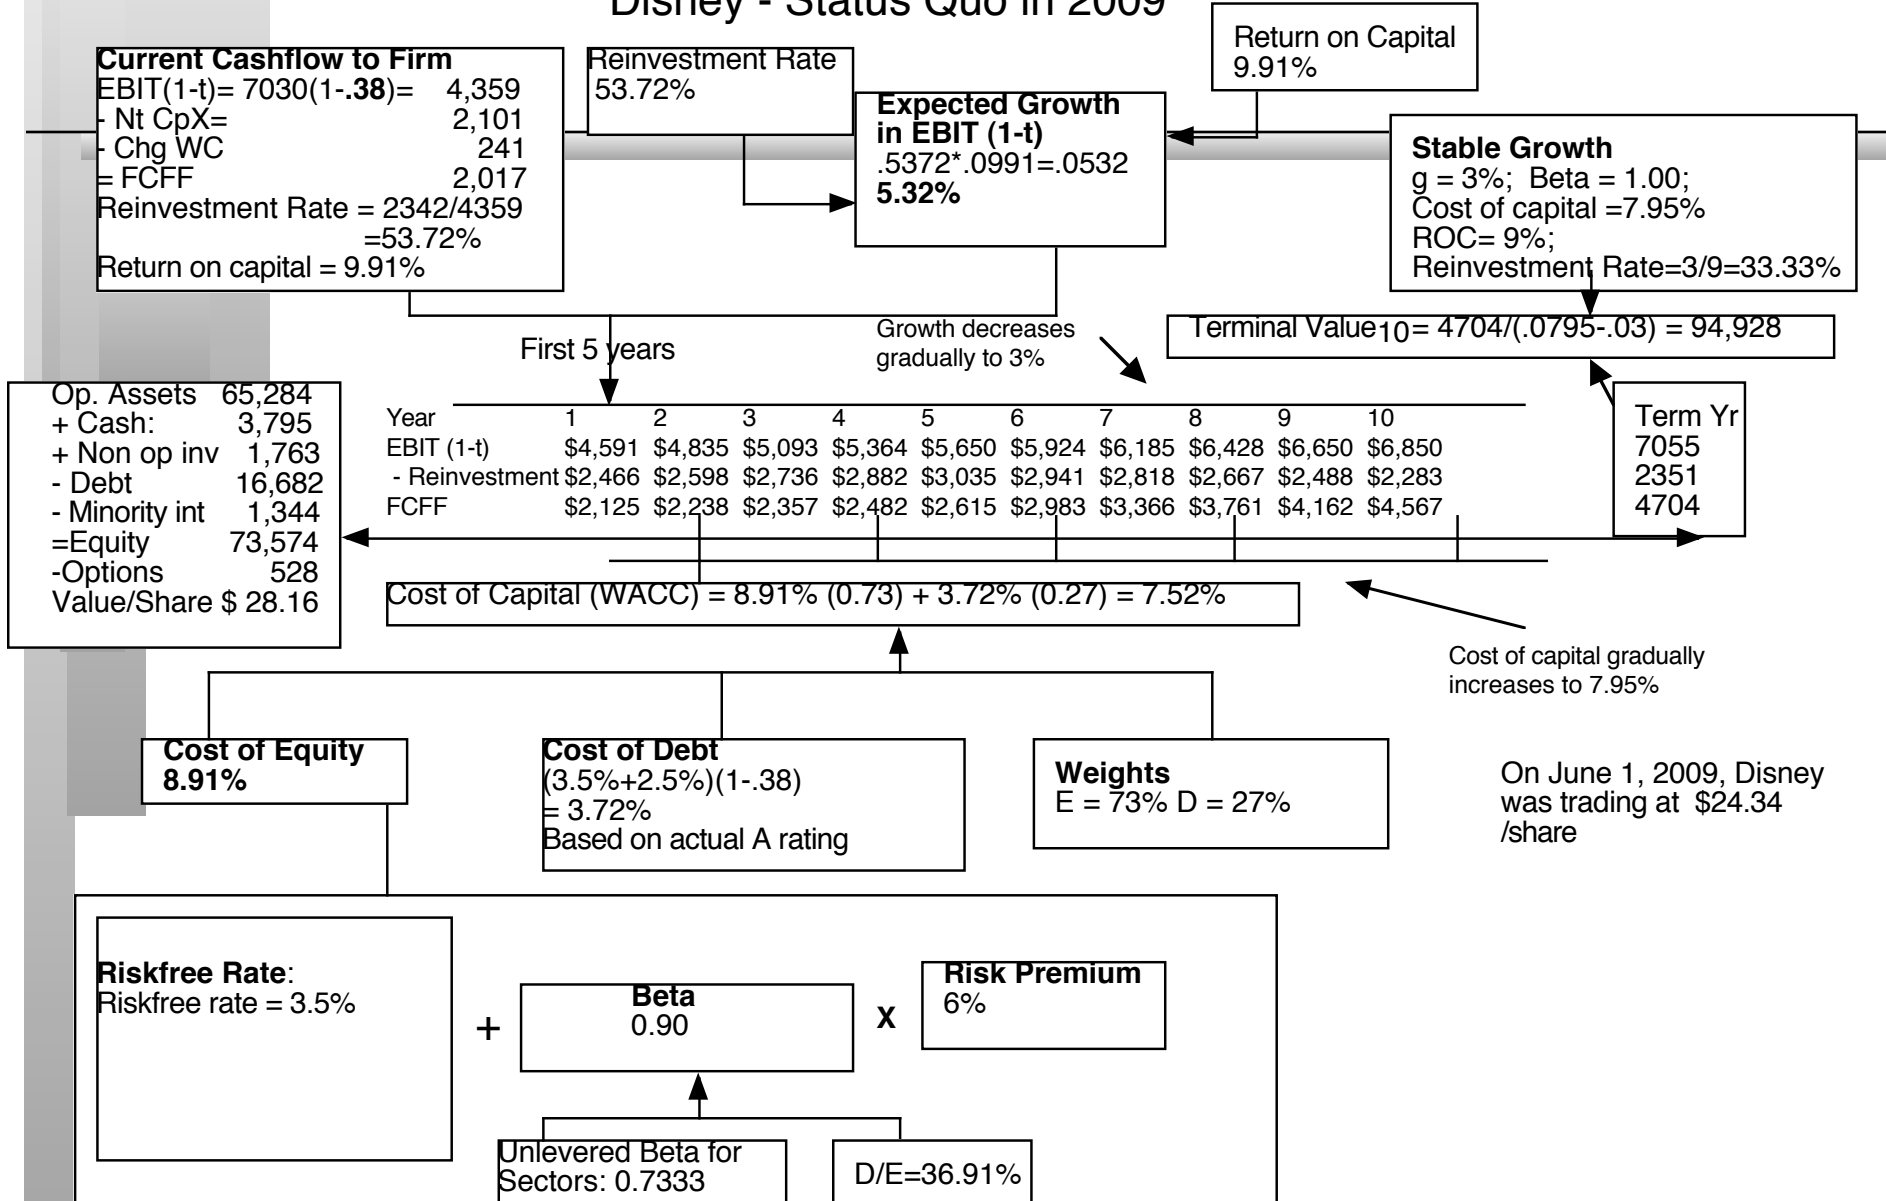 Disney - Status Quo in 2009
Current Cashflow to Firm
EBIT(1-t)= 7030(1-.38)= 4,359
- Nt CpX= 2,101
- Chg WC 241
= FCFF 2,017
Reinvestment Rate = 2342/4359
=53.72%
Return on capital = 9.91%
Reinvestment Rate
53.72%
Expected Growth
in EBIT (1-t)
.5372*.0991=.0532
5.32%
Return on Capital
9.91%
Stable Growth
g = 3%; Beta = 1.00;
Cost of capital =7.95%
ROC= 9%;
Reinvestment Rate=3/9=33.33%
Terminal Value10= 4704/(.0795-.03) = 94,928
First 5 years
Growth decreases
gradually to 3%
Term Yr
7055
2351
4704
Op. Assets 65,284
+ Cash: 3,795
+ Non op inv 1,763
- Debt 16,682
- Minority int 1,344
=Equity 73,574
-Options 528
Value/Share $ 28.16
Year 1 2 3 4 5 6 7 8 9 10
EBIT (1-t) $4,591 $4,835 $5,093 $5,364 $5,650 $5,924 $6,185 $6,428 $6,650 $6,850
- Reinvestment $2,466 $2,598 $2,736 $2,882 $3,035 $2,941 $2,818 $2,667 $2,488 $2,283
FCFF $2,125 $2,238 $2,357 $2,482 $2,615 $2,983 $3,366 $3,761 $4,162 $4,567
Cost of Capital (WACC) = 8.91% (0.73) + 3.72% (0.27) = 7.52%
Cost of capital gradually
increases to 7.95%
Cost of Equity
8.91%
Cost of Debt
(3.5%+2.5%)(1-.38)
= 3.72%
Based on actual A rating
Weights
E = 73% D = 27%
On June 1, 2009, Disney
was trading at $24.34
/share
Riskfree Rate:
Riskfree rate = 3.5%
+
Beta
0.90
X
Risk Premium
6%
Unlevered Beta for
Sectors: 0.7333
D/E=36.91%